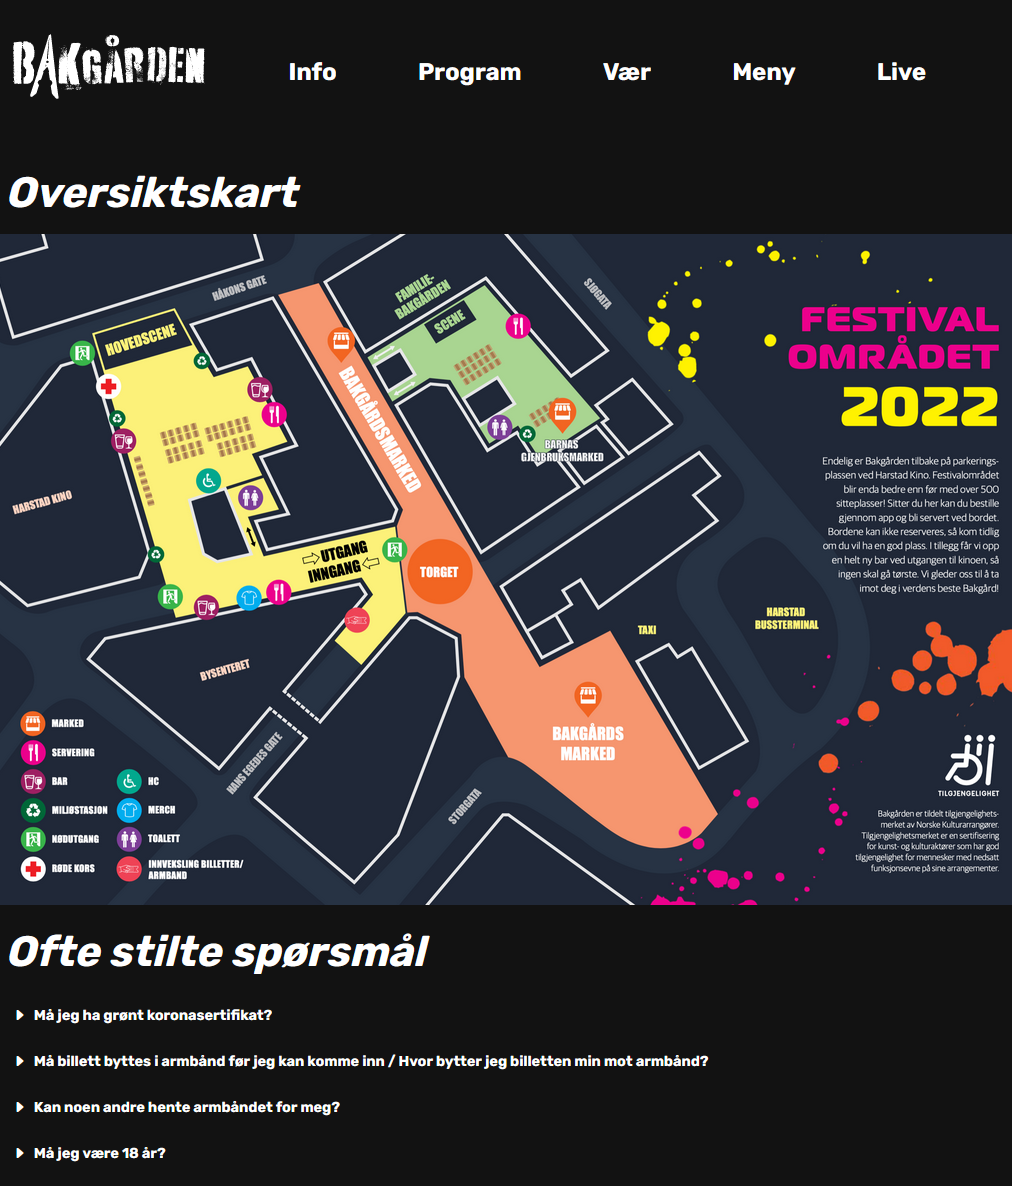 BAKGÅRDEN
Info
Program
Vær
Meny
Live
Oversiktskart
HÅKONS GATE
FAMILIE-
BAKGÅRDEN
SCENE
SJØGATA
HOVEDSCENE
BAKGÅRDSMARKED
BARNAS
GJENBRUKSMARKED
HARSTAD KINO
UTGANG
INNGANG
TORGET
BYSENTERET
TAXI
HARSTAD
BUSSTERMINAL
BAKGÅRDS
MARKED
HANS EGEDES GATE
STORGATA
FESTIVAL
OMRÅDET
2022
Endelig er Bakgården tilbake på parkerings-
plassen ved Harstad Kino. Festivalområdet
blir enda bedre enn før med over 500
sitteplasser! Sitter du her kan du bestille
gjennom app og bli servert ved bordet.
Bordene kan ikke reserveres, så kom tidlig
om du vil ha en god plass. I tillegg får vi opp
en helt ny bar ved utgangen til kinoen, så
ingen skal gå tørste. Vi gleder oss til å ta
imot deg i verdens beste Bakgård!
MARKED
SERVERING
BAR
MILJØSTASJON
NØDUTGANG
RØDE KORS
HC
MERCH
TOALETT
INNVEKSLING BILLETTER/
ARMBAND
TILGJENGELIGHET
Bakgården er tildelt tilgjengelighets-
merket av Norske Kulturarrangører.
Tilgjengelighetsmerket er en sertifisering
for kunst- og kulturaktører som har god
tilgjengelighet for mennesker med nedsatt
funksjonsevne på sine arrangementer.
Ofte stilte spørsmål
Må jeg ha grønt koronasertifikat?
Må billett byttes i armbånd før jeg kan komme inn / Hvor bytter jeg billetten min mot armbånd?
Kan noen andre hente armbåndet for meg?
Må jeg være 18 år?